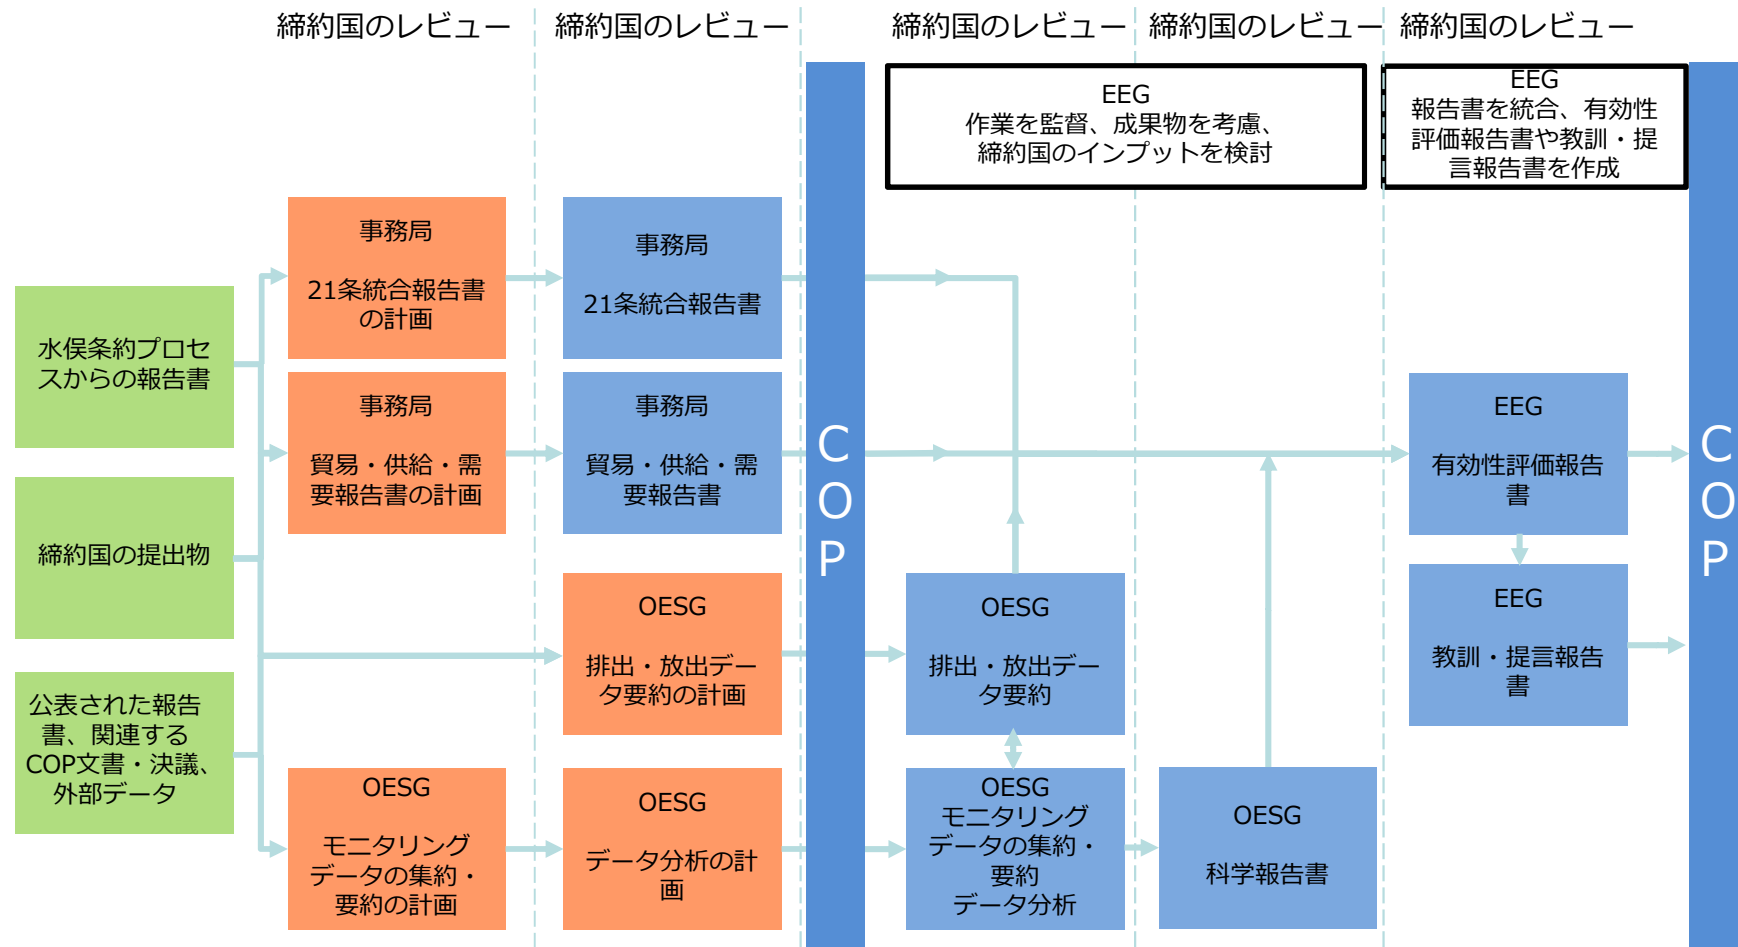 締約国のレビュー
締約国のレビュー
締約国のレビュー
締約国のレビュー
締約国のレビュー
EEG
作業を監督、成果物を考慮、
締約国のインプットを検討
EEG
報告書を統合、有効性
評価報告書や教訓・提
言報告書を作成
水俣条約プロセ
スからの報告書
締約国の提出物
公表された報告
書、関連する
COP文書・決議、
外部データ
事務局
21条統合報告書
の計画
事務局
貿易・供給・需
要報告書の計画
OESG
モニタリング
データの集約・
要約の計画
事務局
21条統合報告書
事務局
貿易・供給・需
要報告書
OESG
排出・放出デー
タ要約の計画
OESG
データ分析の計
画
C
O
P
OESG
排出・放出デー
タ要約
OESG
モニタリング
データの集約・
要約
データ分析
OESG
科学報告書
EEG
有効性評価報告
書
EEG
教訓・提言報告
書
C
O
P